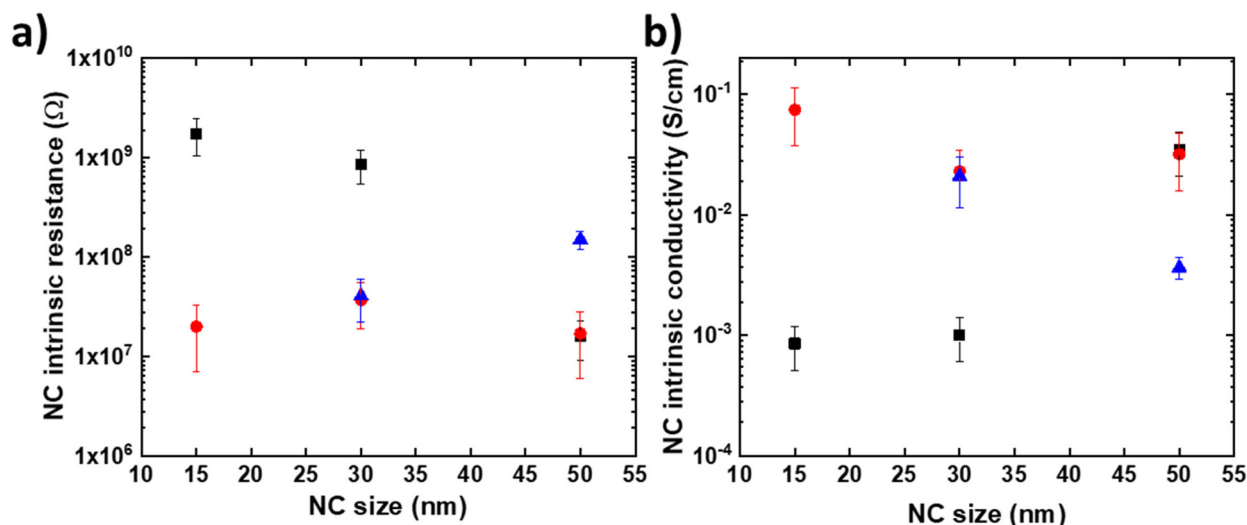 a)
NC intrinsic resistance (Ω)
1x10¹⁰
1x10⁹
1x10⁸
1x10⁷
1x10⁶
10 15 20 25 30 35 40 45 50 55
NC size (nm)
b)
NC intrinsic conductivity (S/cm)
10⁻¹
10⁻²
10⁻³
10⁻⁴
10 15 20 25 30 35 40 45 50 55
NC size (nm)